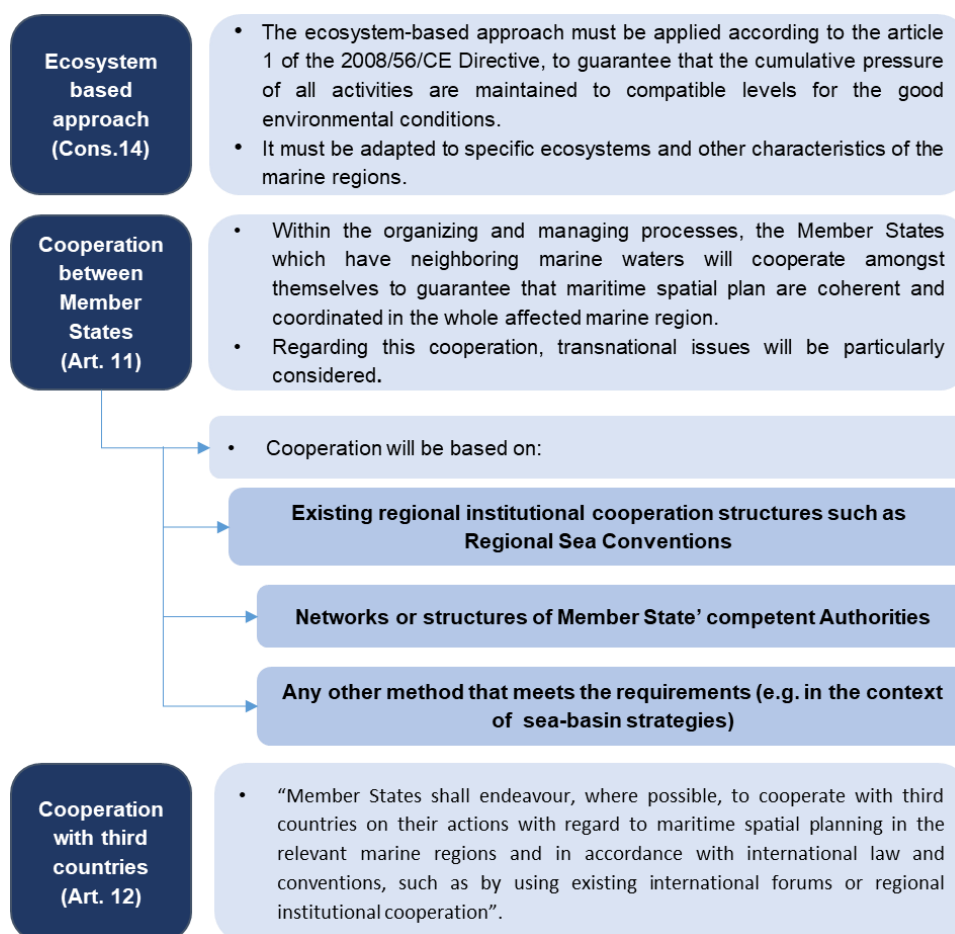 Ecosystem
based
approach
(Cons.14)
• The ecosystem-based approach must be applied according to the article
1 of the 2008/56/CE Directive, to guarantee that the cumulative pressure
of all activities are maintained to compatible levels for the good
environmental conditions.
• It must be adapted to specific ecosystems and other characteristics of the
marine regions.
Cooperation
between
Member
States
(Art. 11)
• Within the organizing and managing processes, the Member States
which have neighboring marine waters will cooperate amongst
themselves to guarantee that maritime spatial plan are coherent and
coordinated in the whole affected marine region.
• Regarding this cooperation, transnational issues will be particularly
considered.
• Cooperation will be based on:
Existing regional institutional cooperation structures such as
Regional Sea Conventions
Networks or structures of Member State’ competent Authorities
Any other method that meets the requirements (e.g. in the context
of sea-basin strategies)
Cooperation
with third
countries
(Art. 12)
• “Member States shall endeavour, where possible, to cooperate with third
countries on their actions with regard to maritime spatial planning in the
relevant marine regions and in accordance with international law and
conventions, such as by using existing international forums or regional
institutional cooperation”.